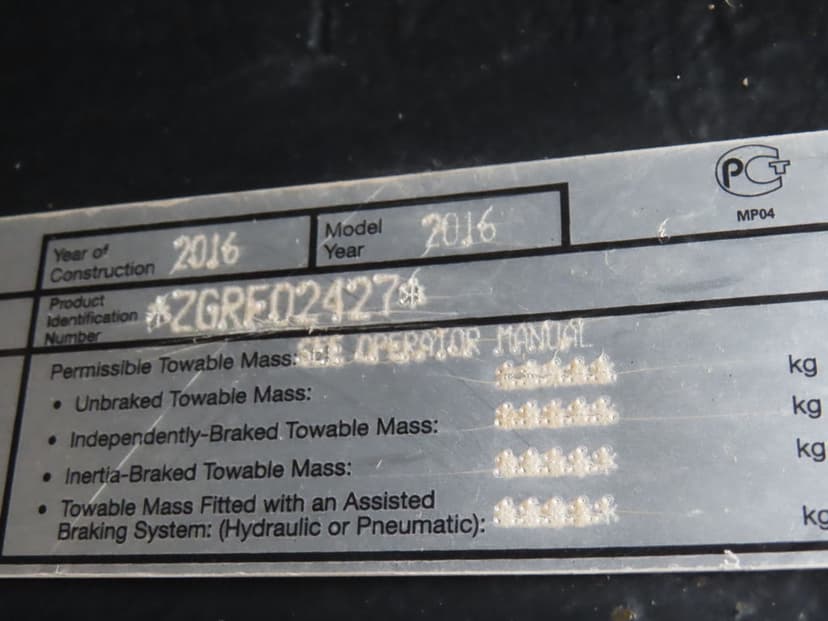 PCT
MP04
Year of Construction 2016
Model Year 2016
Product Identification Number *ZGRF02427*
Permissible Towable Mass: SEE OPERATOR MANUAL
• Unbraked Towable Mass: ***** kg
• Independently-Braked Towable Mass: ***** kg
• Inertia-Braked Towable Mass: ***** kg
• Towable Mass Fitted with an Assisted
Braking System: (Hydraulic or Pneumatic): ***** kg